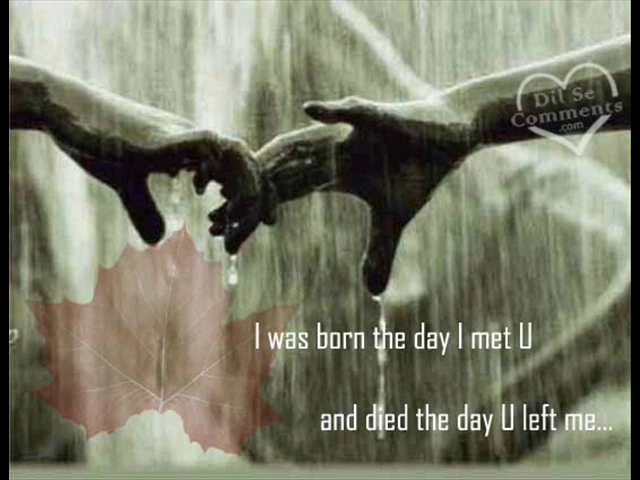 Dil Se
Comments
.com
I was born the day I met U
and died the day U left me...